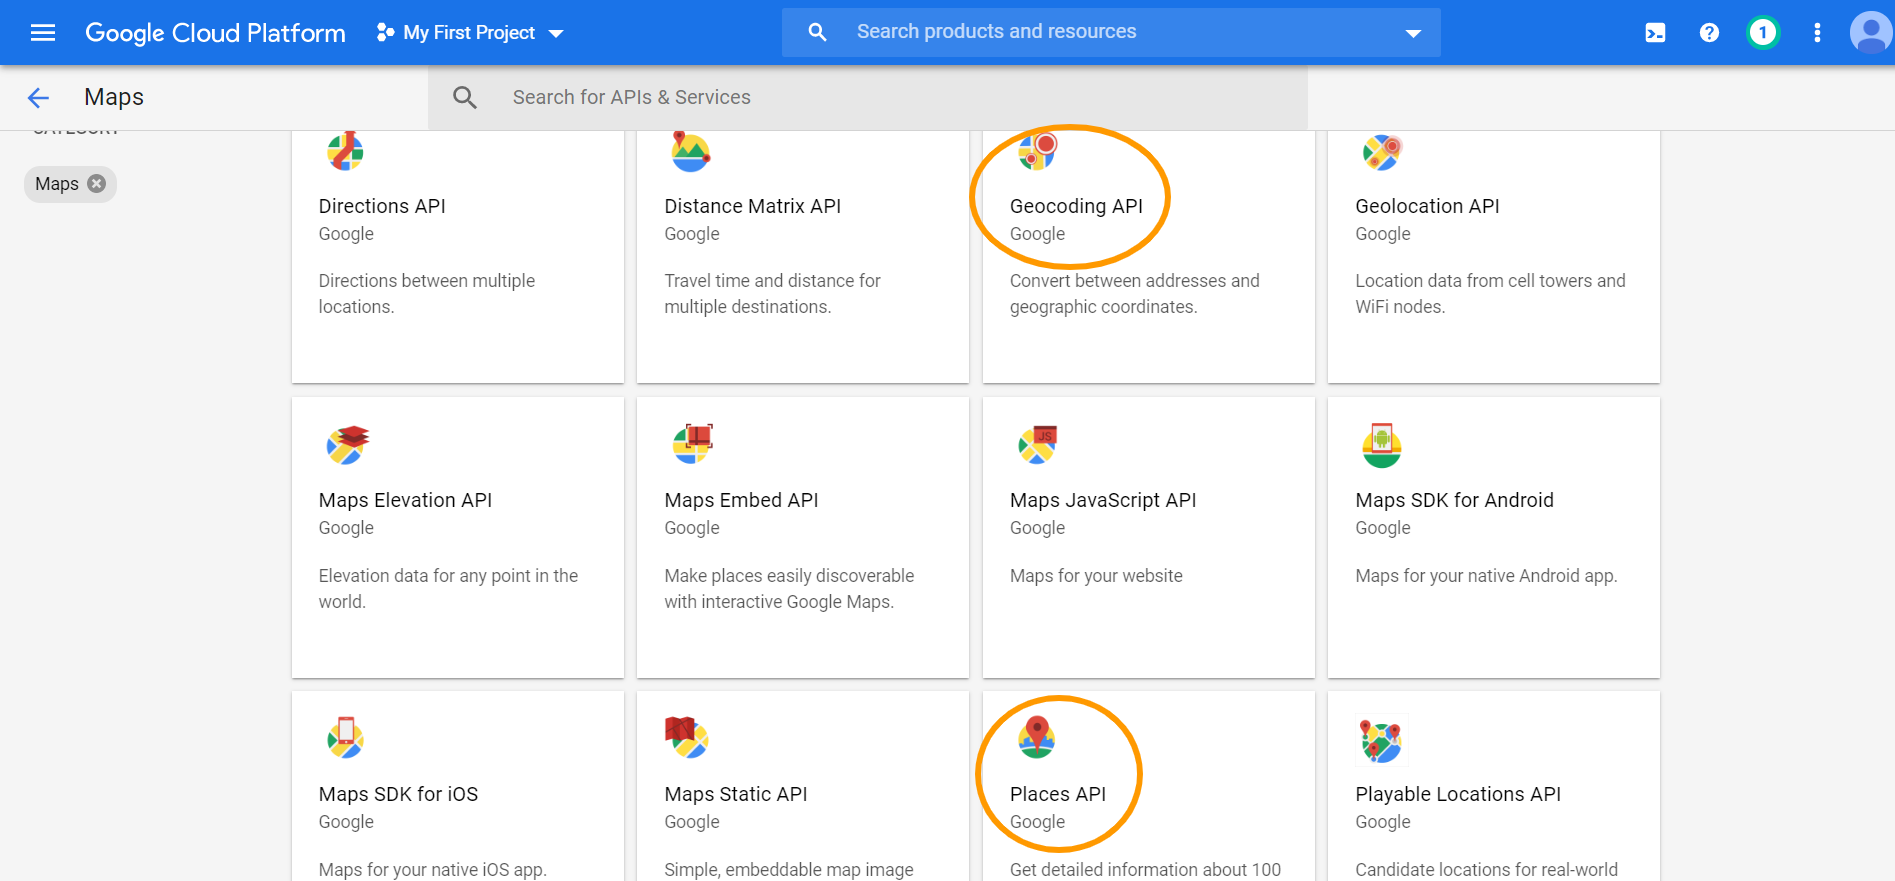 Google Cloud Platform
My First Project
Search products and resources
1
Maps
Search for APIs & Services
CATEGORY
Maps
Directions API
Google
Directions between multiple
locations.
Distance Matrix API
Google
Travel time and distance for
multiple destinations.
Geocoding API
Google
Convert between addresses and
geographic coordinates.
Geolocation API
Google
Location data from cell towers and
WiFi nodes.
Maps Elevation API
Google
Elevation data for any point in the
world.
Maps Embed API
Google
Make places easily discoverable
with interactive Google Maps.
JS
Maps JavaScript API
Google
Maps for your website
Maps SDK for Android
Google
Maps for your native Android app.
Maps SDK for iOS
Google
Maps for your native iOS app.
Maps Static API
Google
Simple, embeddable map image
Places API
Google
Get detailed information about 100
Playable Locations API
Google
Candidate locations for real-world